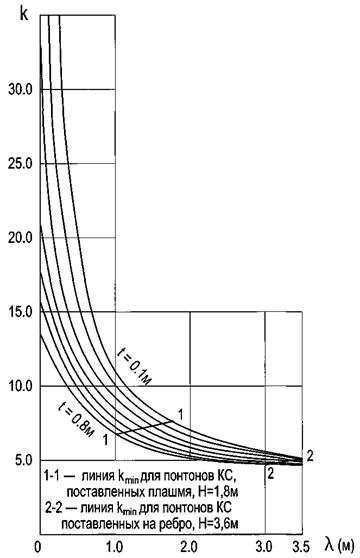 k
30.0
25.0
20.0
15.0
10.0
5.0
t = 0.1м
t = 0.8м
1
1
2
2
1-1 — линия kmin для понтонов КС,
поставленных плашмя, H=1,8м
2-2 — линия kmin для понтонов КС
поставленных на ребро, H=3,6м
0.0
1.0
2.0
3.0
3.5
λ (м)